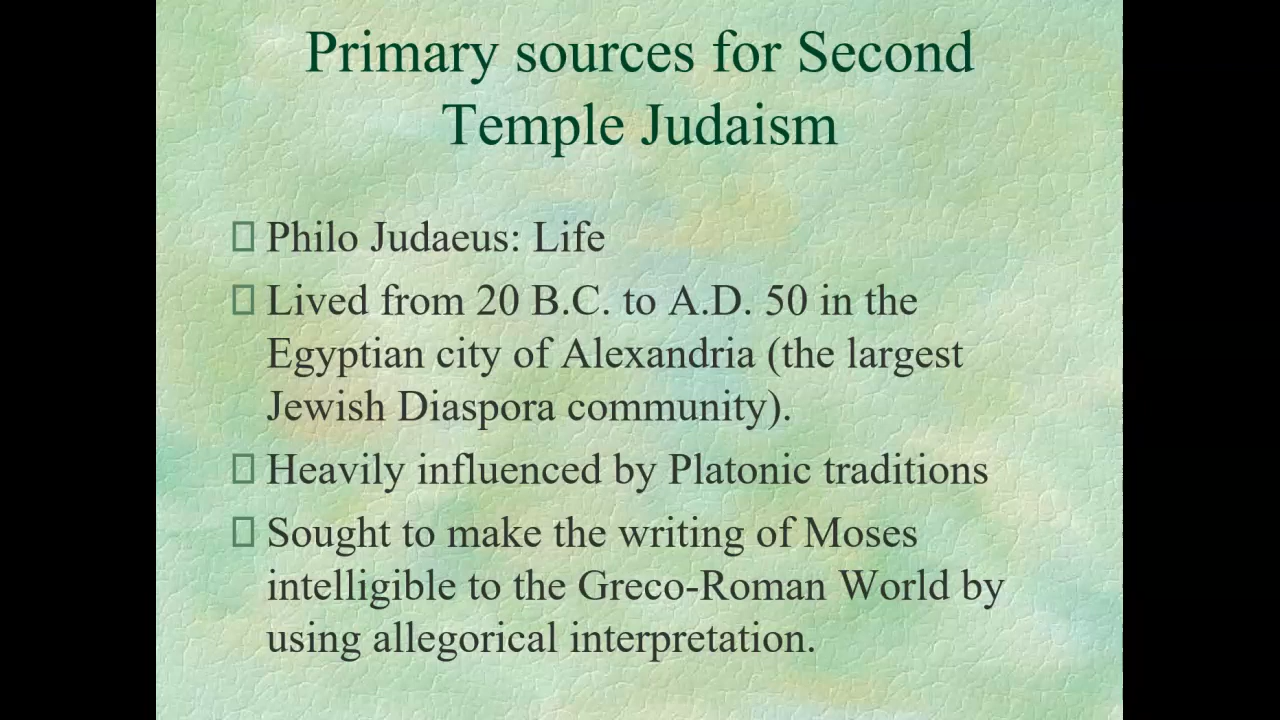 Primary sources for Second
Temple Judaism
Philo Judaeus: Life
Lived from 20 B.C. to A.D. 50 in the
Egyptian city of Alexandria (the largest
Jewish Diaspora community).
Heavily influenced by Platonic traditions
Sought to make the writing of Moses
intelligible to the Greco-Roman World by
using allegorical interpretation.